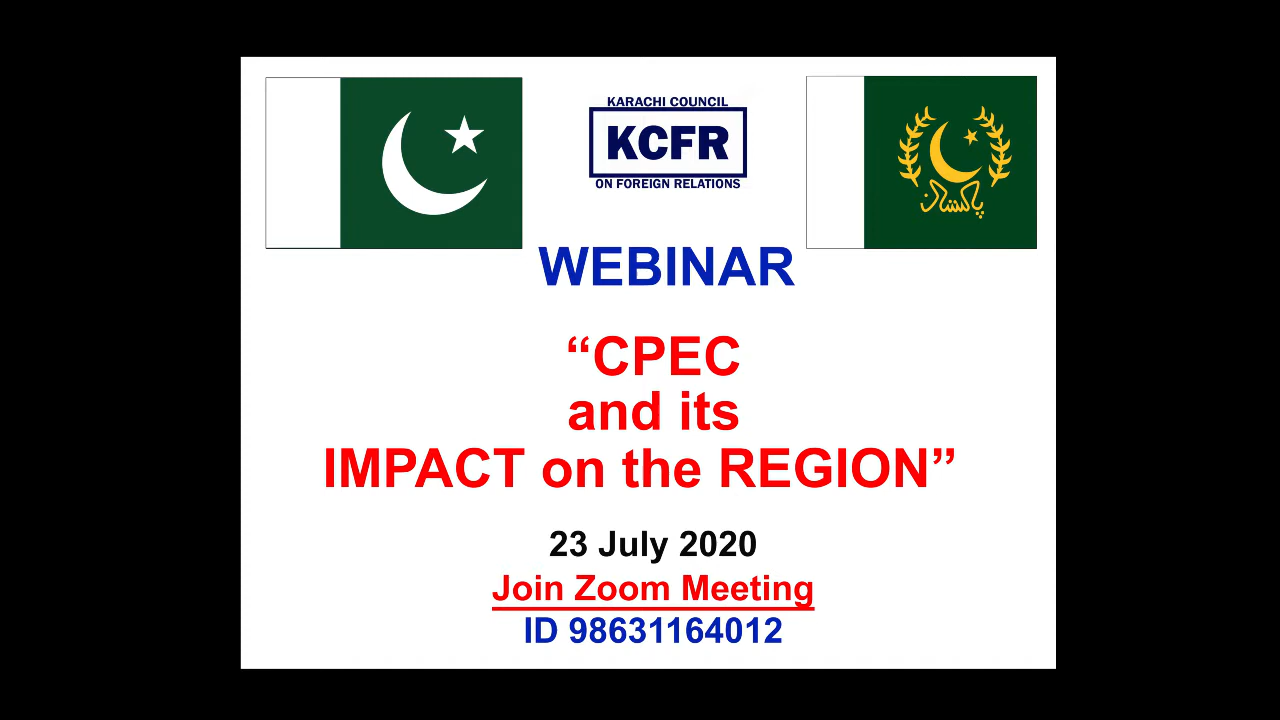 KARACHI COUNCIL
KCFR
ON FOREIGN RELATIONS
پاکستان
WEBINAR
“CPEC
and its
IMPACT on the REGION”
23 July 2020
Join Zoom Meeting
ID 98631164012